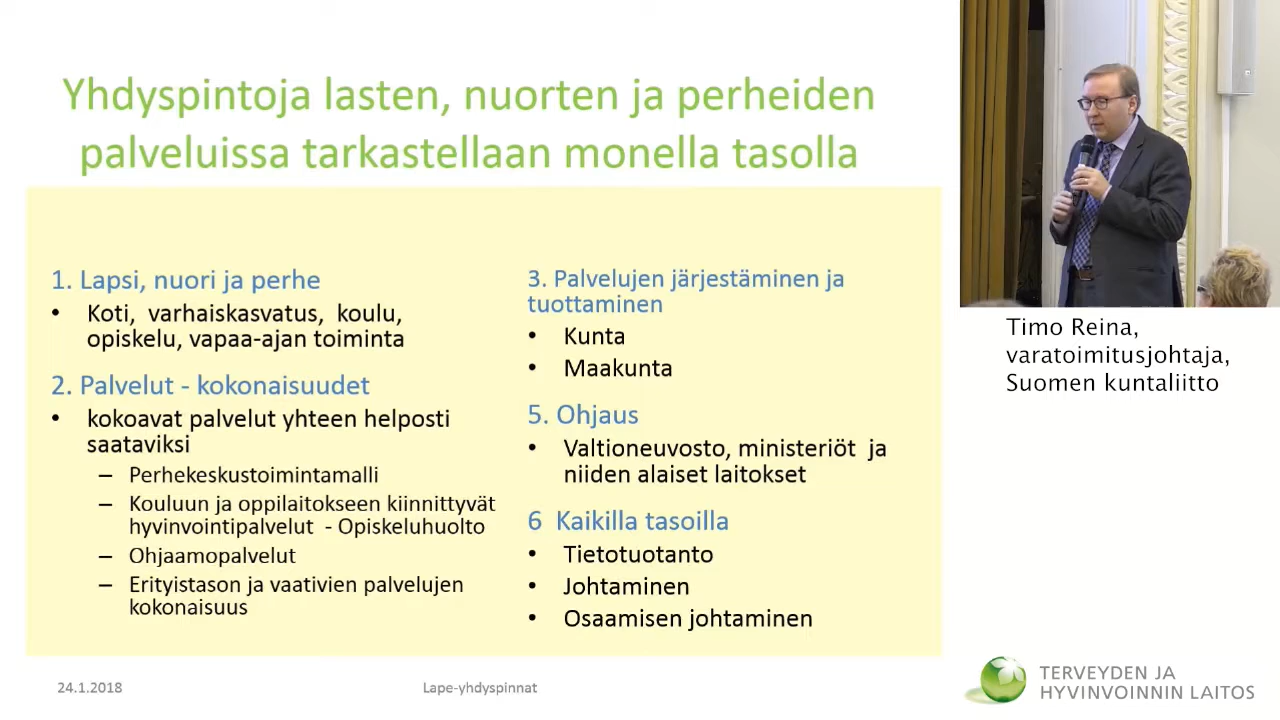 Yhdyspintoja lasten, nuorten ja perheiden
palveluissa tarkastellaan monella tasolla
1. Lapsi, nuori ja perhe
• Koti, varhaiskasvatus, koulu,
opiskelu, vapaa-ajan toiminta
2. Palvelut - kokonaisuudet
• kokoavat palvelut yhteen helposti
saataviksi
– Perhekeskustoimintamalli
– Kouluun ja oppilaitokseen kiinnittyvät
hyvinvointipalvelut - Opiskeluhuolto
– Ohjaamopalvelut
– Erityistason ja vaativien palvelujen
kokonaisuus
3. Palvelujen järjestäminen ja
tuottaminen
• Kunta
• Maakunta
5. Ohjaus
• Valtioneuvosto, ministeriöt ja
niiden alaiset laitokset
6 Kaikilla tasoilla
• Tietotuotanto
• Johtaminen
• Osaamisen johtaminen
24.1.2018
Lape-yhdyspinnat
Timo Reina,
varatoimitusjohtaja,
Suomen kuntaliitto
TERVEYDEN JA
HYVINVOINNIN LAITOS